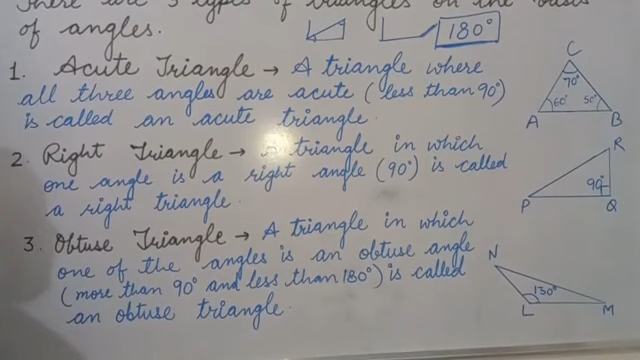 There are 3 types of triangles on the basis
of angles.
180°
1. Acute Triangle → A triangle where
all three angles are acute (less than 90°)
is called an acute triangle.
C
70°
60°
50°
A
B
2. Right Triangle → A triangle in which
one angle is a right angle (90°) is called
a right triangle.
R
90°
P
Q
3. Obtuse Triangle → A triangle in which
one of the angles is an obtuse angle
(more than 90° and less than 180°) is called
an obtuse triangle.
N
130°
L
M